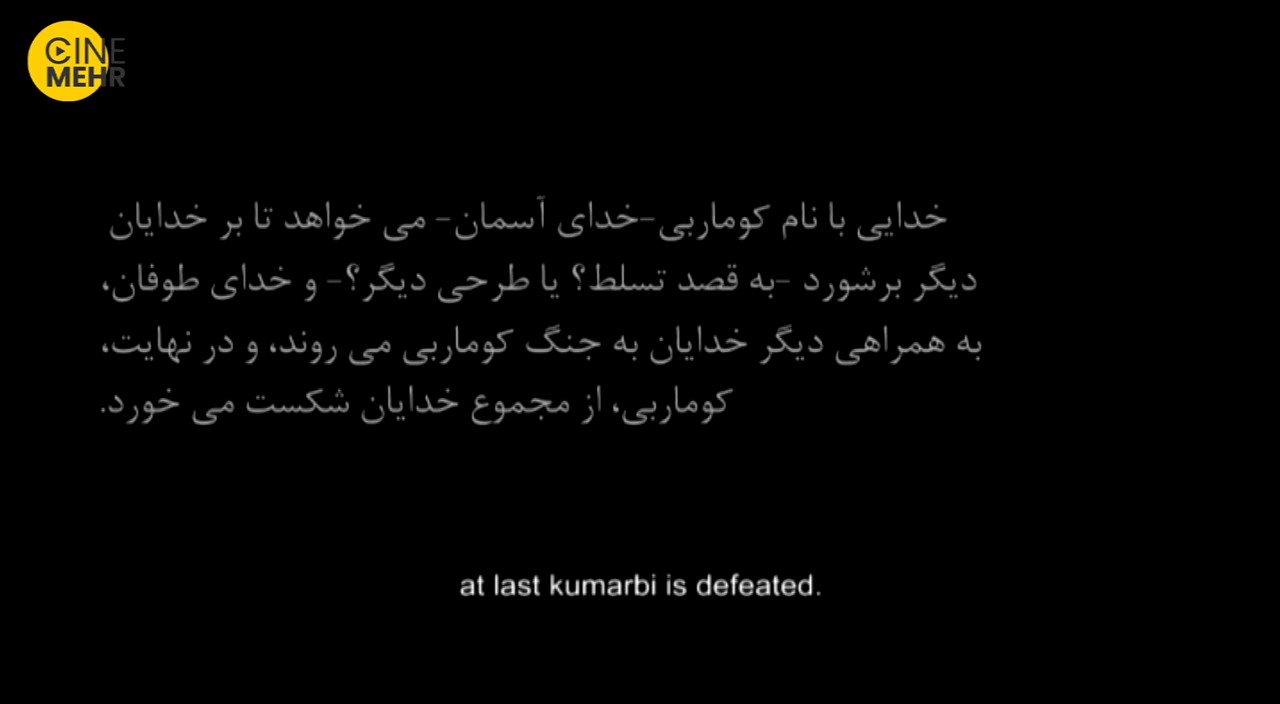 CINE
MEHR
خدایی با نام کوماربی-خدای آسمان- می خواهد تا بر خدایان
دیگر برشورد -به قصد تسلط؟ یا طرحی دیگر؟- و خدای طوفان،
به همراهی دیگر خدایان به جنگ کوماربی می روند، و در نهایت،
کوماربی، از مجموع خدایان شکست می خورد.
at last kumarbi is defeated.